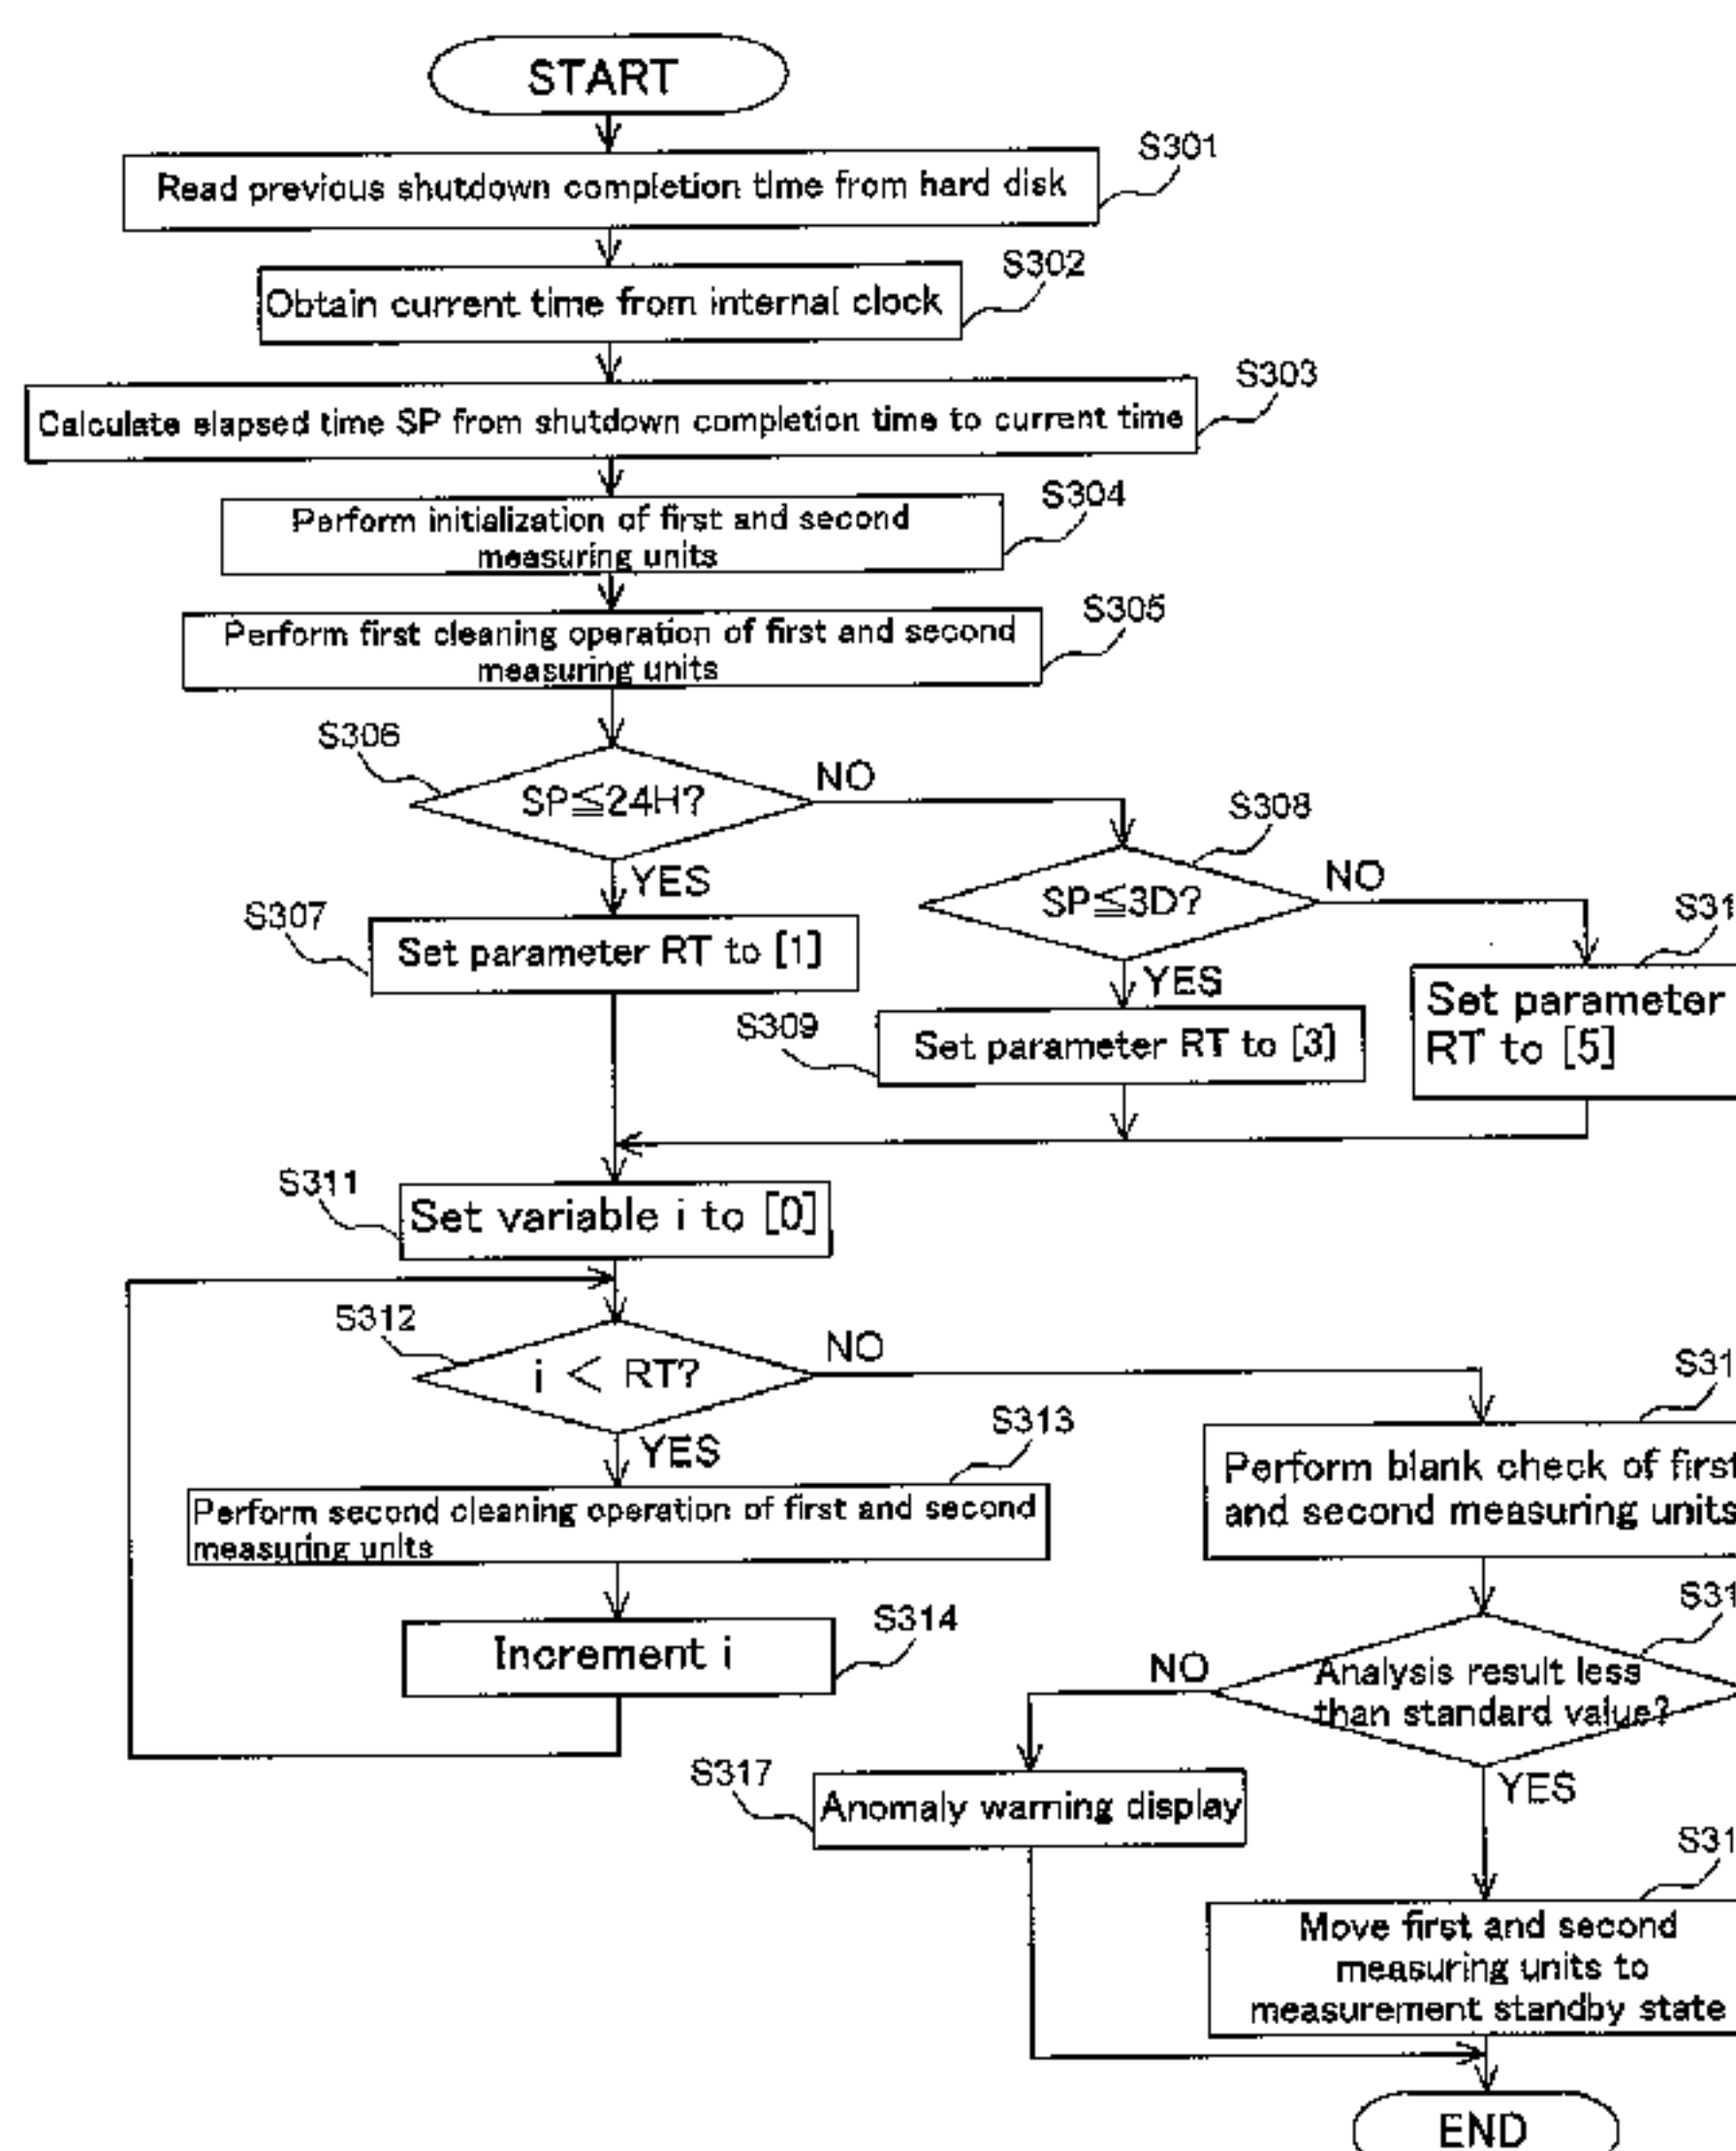 START
S301
Read previous shutdown completion time from hard disk
S302
Obtain current time from internal clock
S303
Calculate elapsed time SP from shutdown completion time to current time
S304
Perform initialization of first and second
measuring units
S305
Perform first cleaning operation of first and second
measuring units
S306
SP≦24H?
NO
YES
S308
SP≦3D?
NO
YES
S307
Set parameter RT to [1]
S309
Set parameter RT to [3]
S31
Set parameter
RT to [5]
S311
Set variable i to [0]
S312
i < RT?
NO
YES
S313
Perform second cleaning operation of first and second
measuring units
S314
Increment i
S31
Perform blank check of first
and second measuring units
S31
Analysis result less
than standard value?
NO
YES
S317
Anomaly warning display
S31
Move first and second
measuring units to
measurement standby state
END